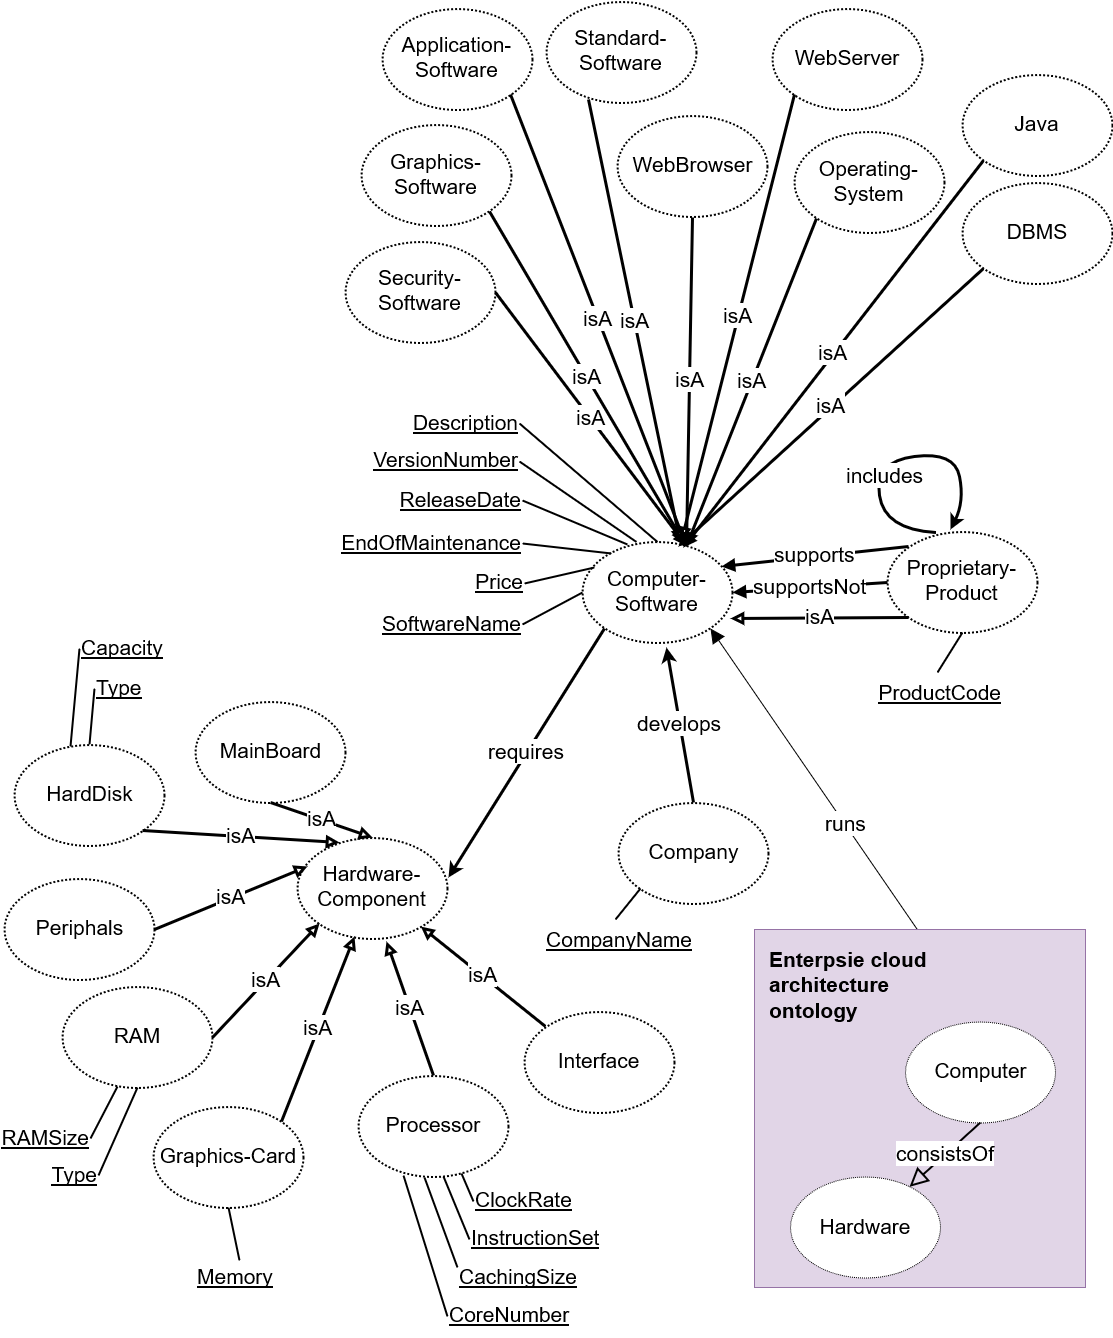 Application-
Software
Standard-
Software
WebServer
Java
Graphics-
Software
WebBrowser
Operating-
System
DBMS
Security-
Software
isA
isA
isA
isA
isA
isA
isA
isA
isA
Description
VersionNumber
ReleaseDate
EndOfMaintenance
Price
SoftwareName
Computer-
Software
includes
supports
supportsNot
isA
Proprietary-
Product
ProductCode
Capacity
Type
HardDisk
MainBoard
requires
develops
runs
isA
isA
Hardware-
Component
Company
CompanyName
Periphals
isA
RAM
isA
isA
isA
isA
Interface
RAMSize
Type
Graphics-Card
Memory
Processor
ClockRate
InstructionSet
CachingSize
CoreNumber
Enterpsie cloud
architecture
ontology
Computer
consistsOf
Hardware